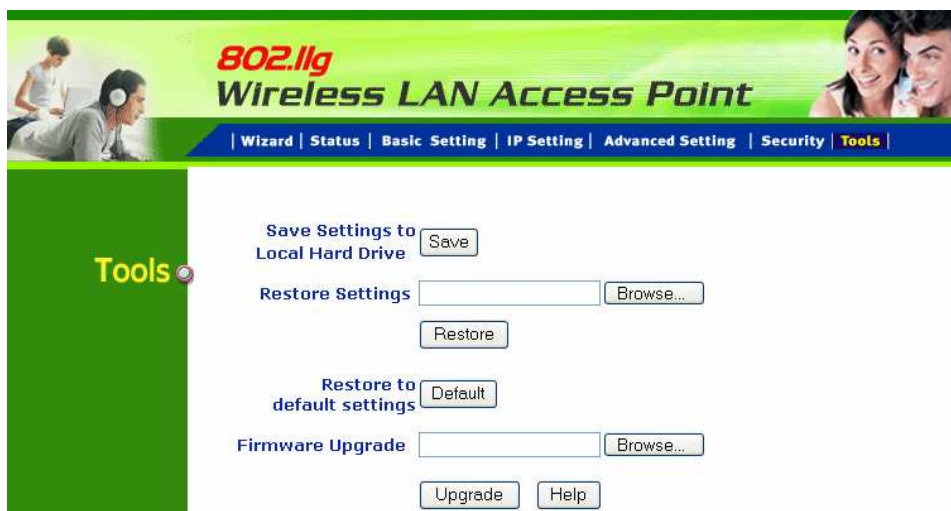 802.11g
Wireless LAN Access Point
| Wizard | Status | Basic Setting | IP Setting | Advanced Setting | Security | Tools |
Tools
Save Settings to
Local Hard Drive
Save
Restore Settings
Browse...
Restore
Restore to
default settings
Default
Firmware Upgrade
Browse...
Upgrade
Help